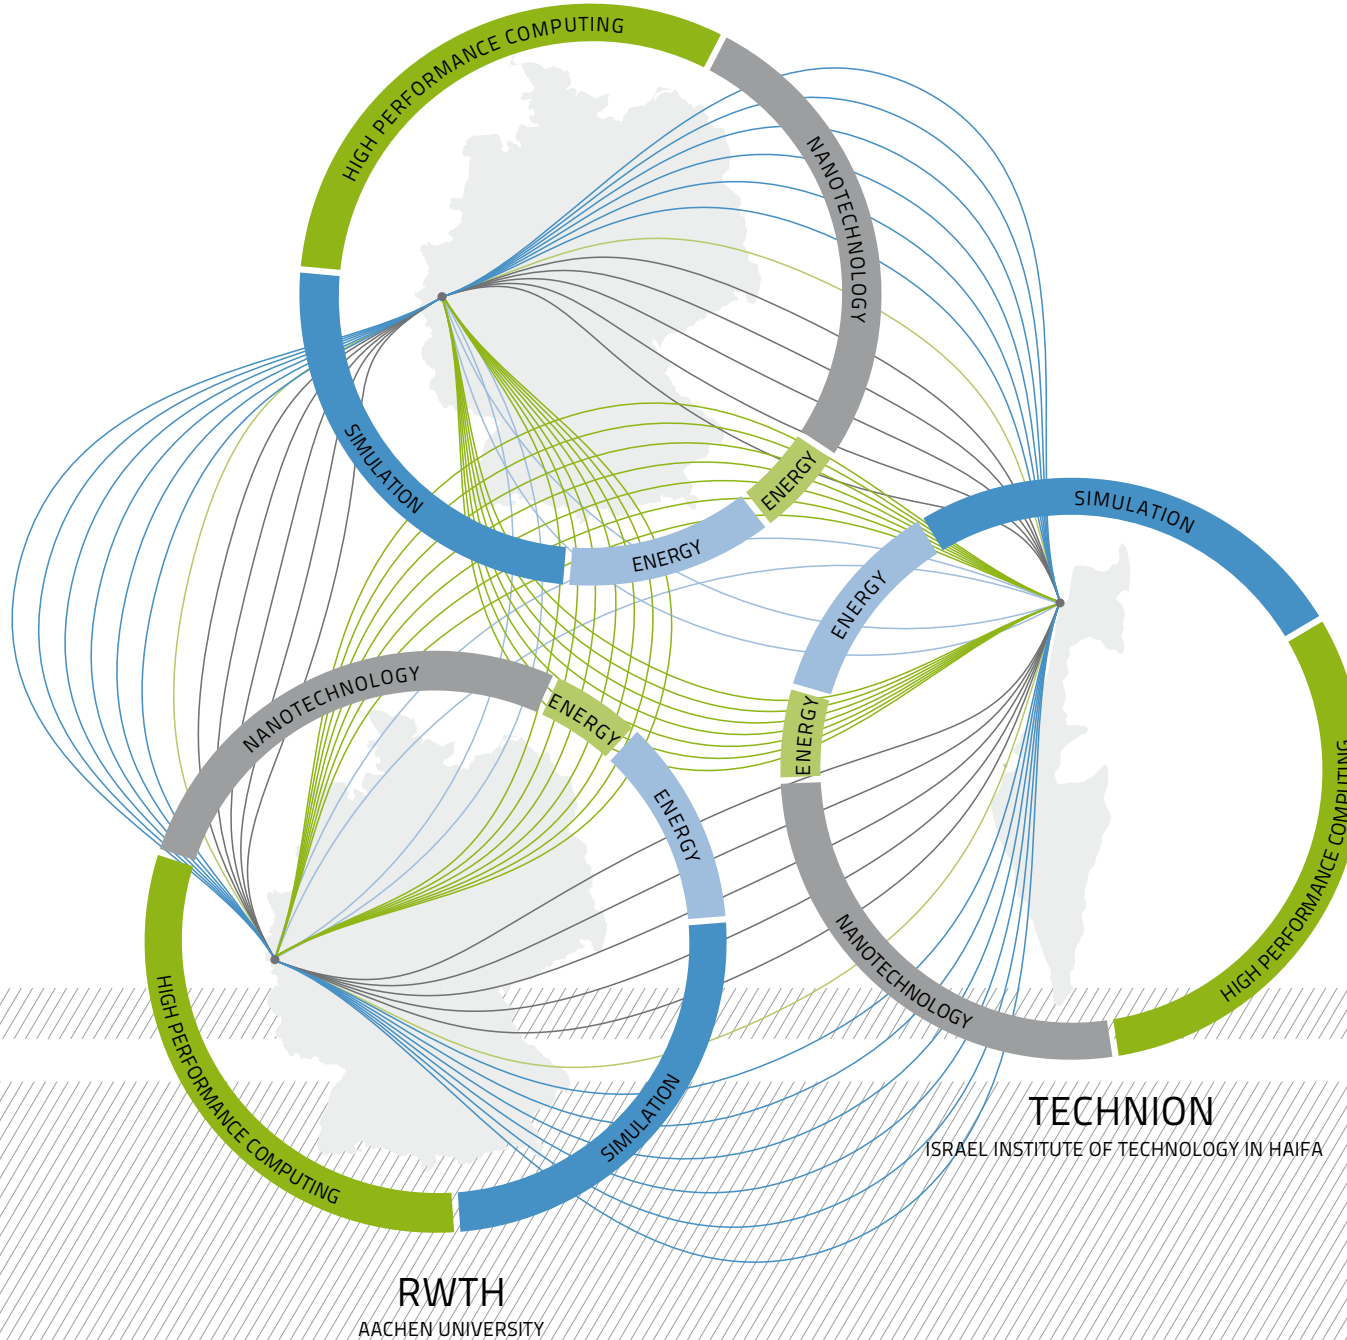 HIGH PERFORMANCE COMPUTING
NANOTECHNOLOGY
SIMULATION
ENERGY
ENERGY
SIMULATION
ENERGY
ENERGY
NANOTECHNOLOGY
HIGH PERFORMANCE COMPUTING
NANOTECHNOLOGY
ENERGY
ENERGY
HIGH PERFORMANCE COMPUTING
SIMULATION
TECHNION
ISRAEL INSTITUTE OF TECHNOLOGY IN HAIFA
RWTH
AACHEN UNIVERSITY